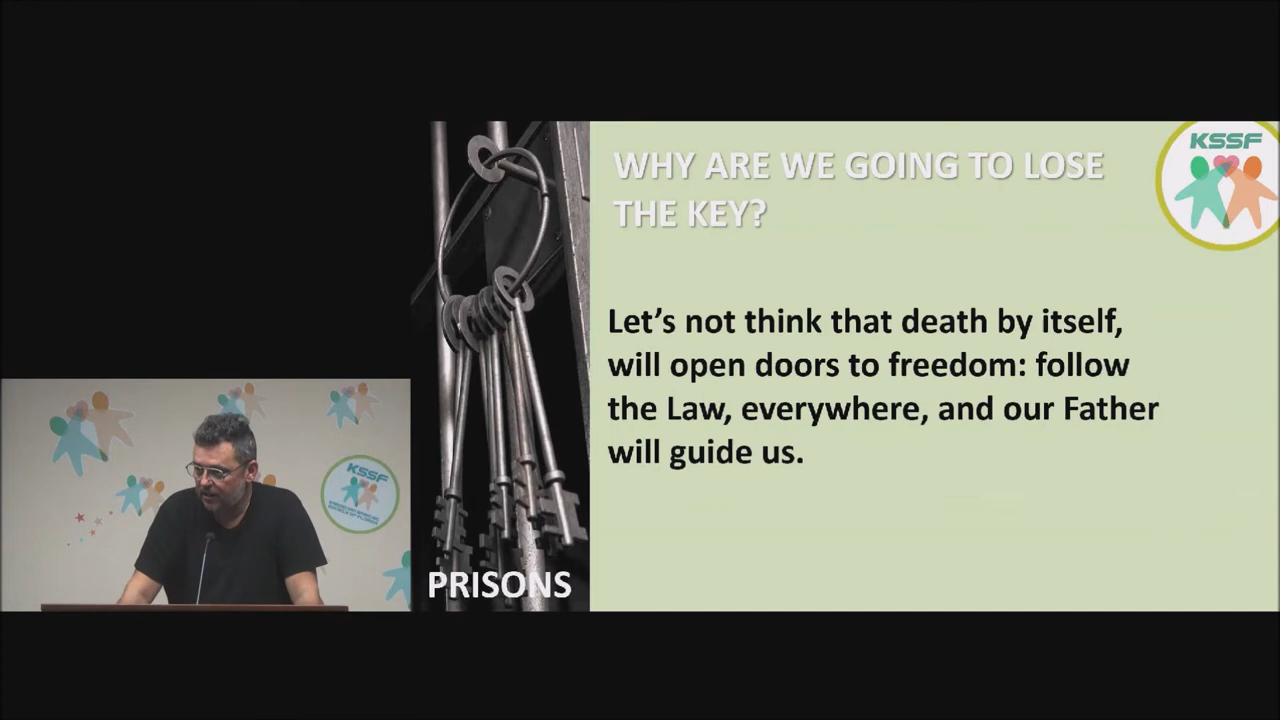 WHY ARE WE GOING TO LOSE
THE KEY?
KSSF
Let's not think that death by itself,
will open doors to freedom: follow
the Law, everywhere, and our Father
will guide us.
PRISONS
KSSF